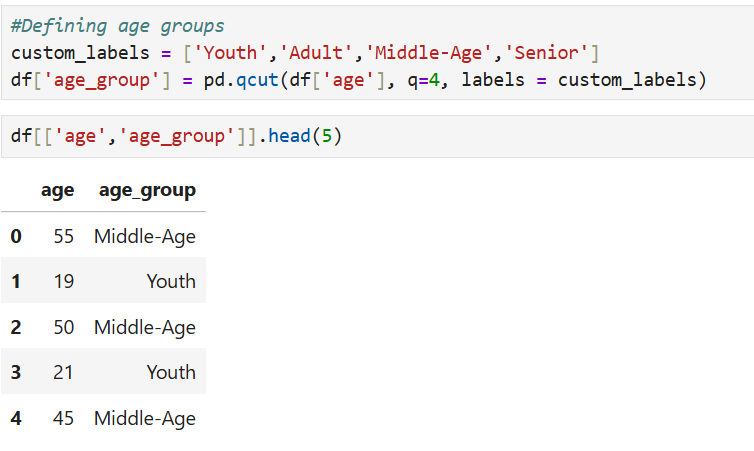 #Defining age groups
custom_labels = ['Youth','Adult','Middle-Age','Senior']
df['age_group'] = pd.qcut(df['age'], q=4, labels = custom_labels)
df[['age','age_group']].head(5)
age age_group
0 55 Middle-Age
1 19 Youth
2 50 Middle-Age
3 21 Youth
4 45 Middle-Age